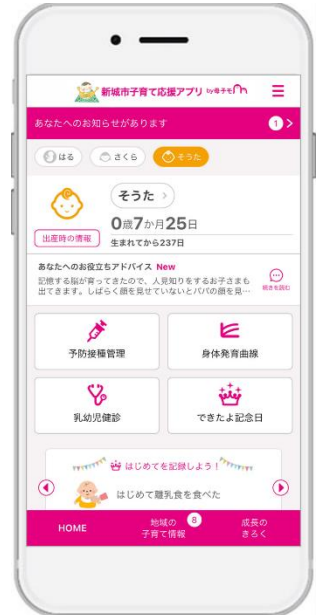 新城市子育て応援アプリ by母子モ
あなたへのお知らせがあります 1
はる さくら そうた
そうた
0歳7か月25日
出産時の情報
生まれてから237日
あなたへのお役立ちアドバイス New
記憶する脳が育ってきたので、人見知りをするお子さまも
出てきます。しばらく顔を見せていないとパパの顔を見…
続きを読む
予防接種管理 身体発育曲線
乳幼児健診 できたよ記念日
はじめてを記録しよう!
はじめて離乳食を食べた
HOME
地域の 8
子育て情報
成長の
きろく